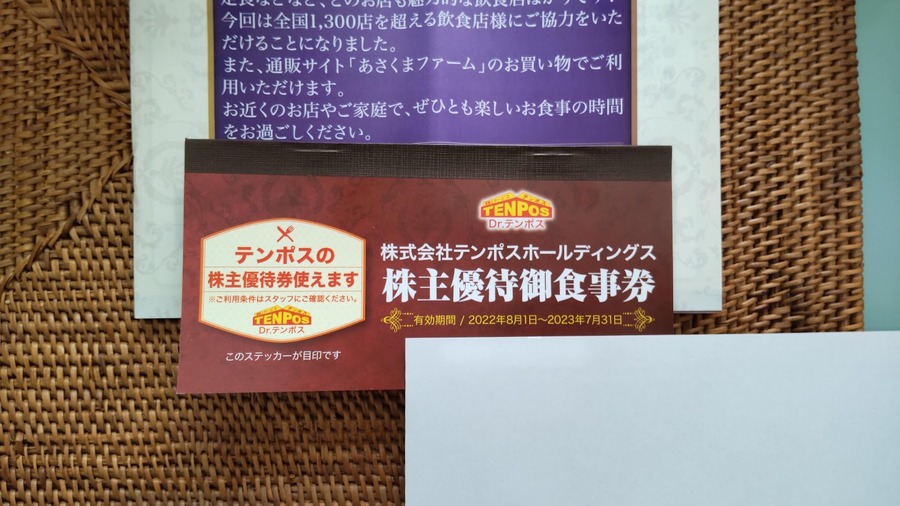 今回は全国1,300店を超える飲食店様にご協力をいた
だけることになりました。
また、通販サイト「あさくまファーム」のお買い物でご利
用いただけます。
お近くのお店やご家庭で、ぜひとも楽しいお食事の時間
をお過ごしください。
テンポスの
株主優待券使えます
※ご利用条件はスタッフにご確認ください。
TENPOS
Dr.テンポス
このステッカーが目印です
TENPOS
Dr.テンポス
株式会社テンポスホールディングス
株主優待御食事券
有効期間 / 2022年8月1日~2023年7月31日